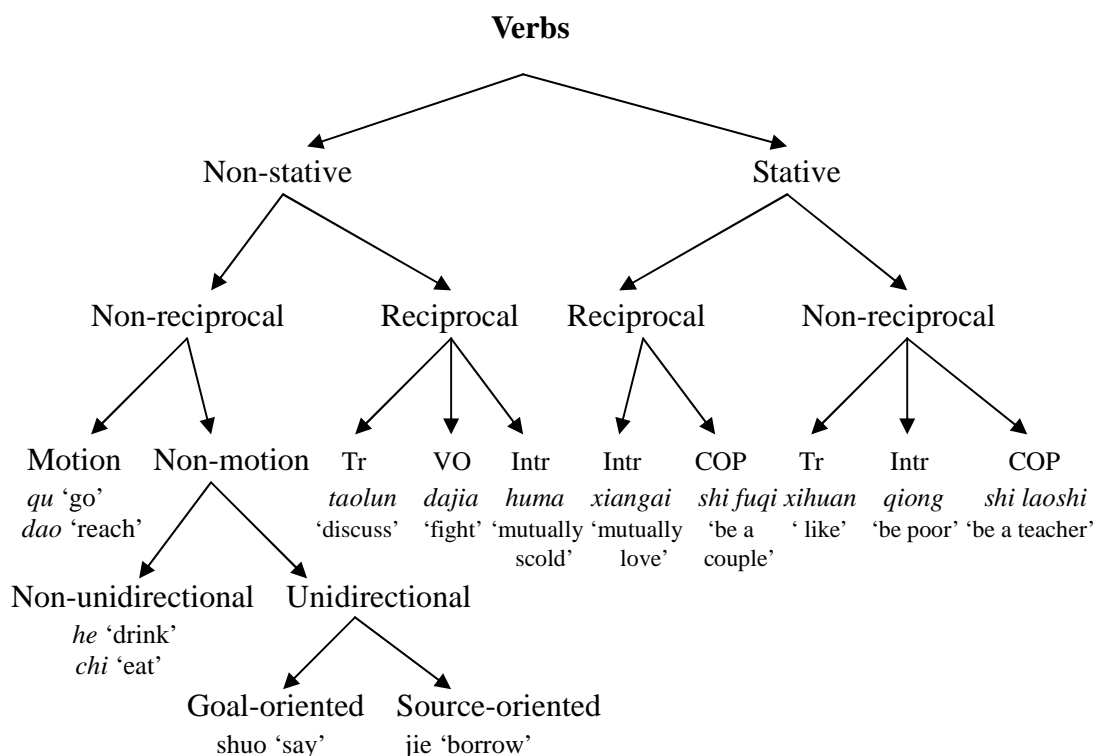 Verbs
Non-stative Stative
Non-reciprocal Reciprocal Reciprocal Non-reciprocal
Motion Non-motion Tr VO Intr Intr COP Tr Intr COP
qu ‘go’ taolun dajia huma xiangai shi fuqi xihuan qiong shi laoshi
dao ‘reach’ ‘discuss’ ‘fight’ ‘mutually ‘mutually ‘be a ‘ like’ ‘be poor’ ‘be a teacher’
scold’ love’ couple’
Non-unidirectional Unidirectional
he ‘drink’
chi ‘eat’
Goal-oriented Source-oriented
shuo ‘say’ jie ‘borrow’